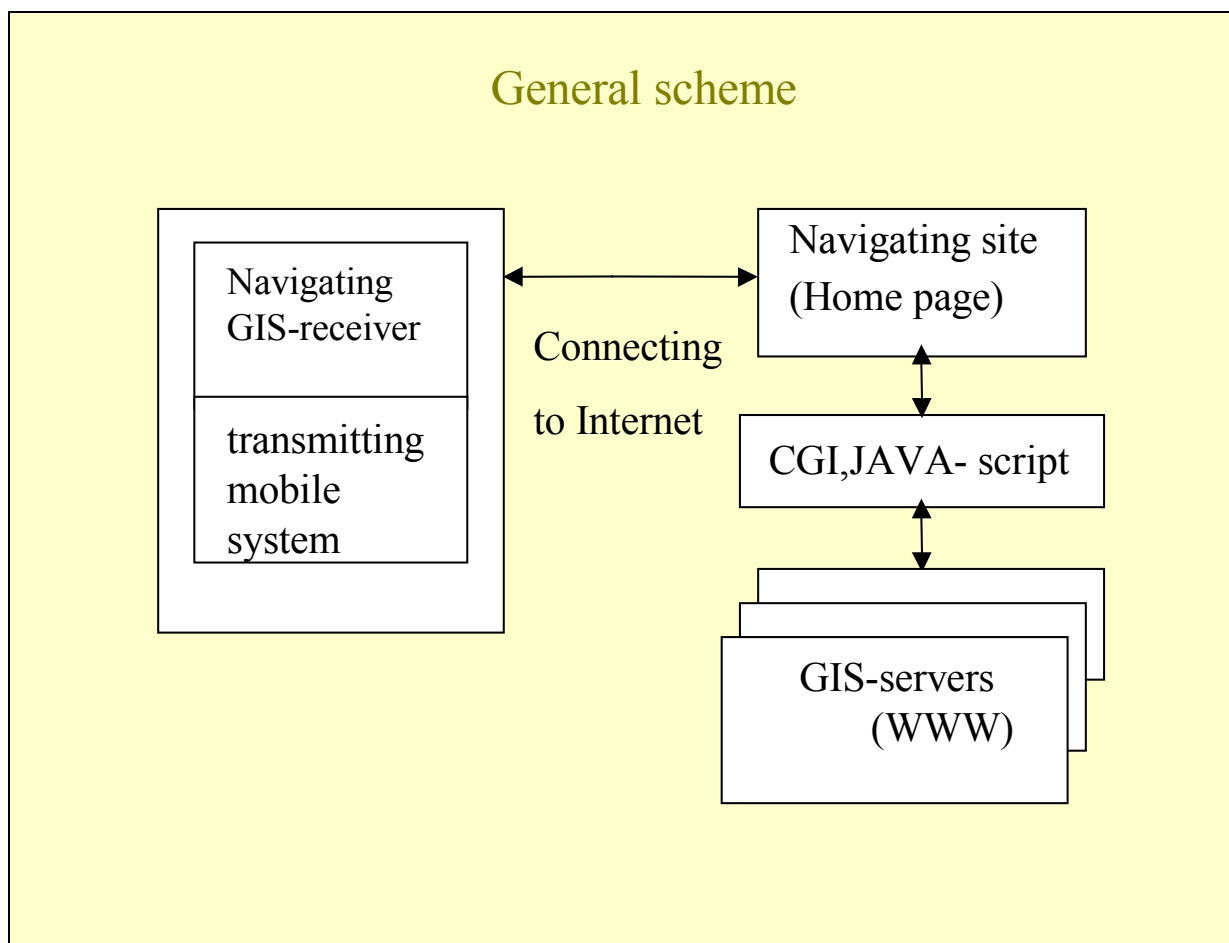 General scheme
Navigating
GIS-receiver
transmitting
mobile
system
Connecting
to Internet
Navigating site
(Home page)
CGI,JAVA- script
GIS-servers
(WWW)